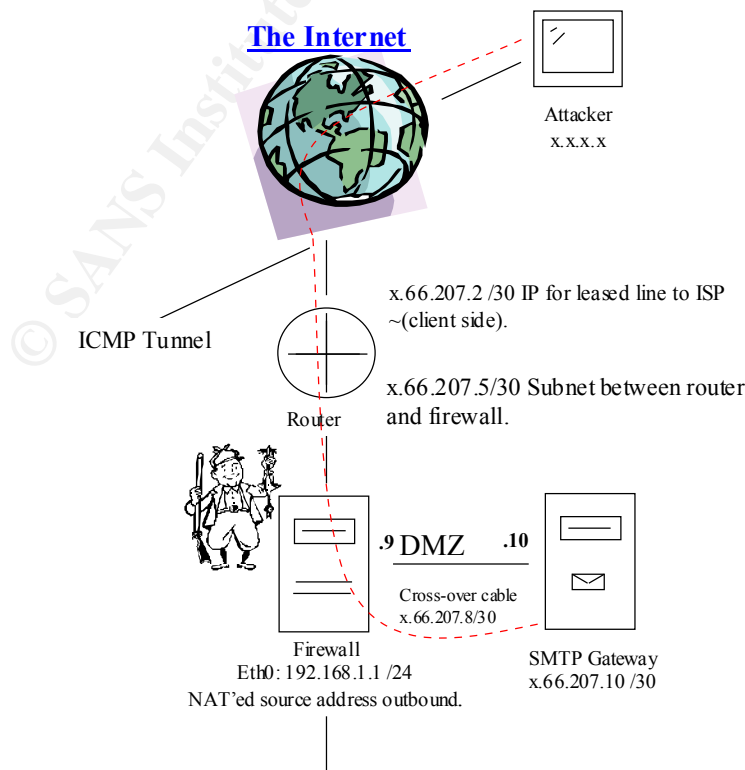 The Internet
Attacker
x.x.x.x
© SANS Institute
x.66.207.2 /30 IP for leased line to ISP
~(client side).
ICMP Tunnel
x.66.207.5/30 Subnet between router
and firewall.
Router
.9 DMZ .10
Cross-over cable
x.66.207.8/30
Firewall
Eth0: 192.168.1.1 /24
NAT'ed source address outbound.
SMTP Gateway
x.66.207.10 /30